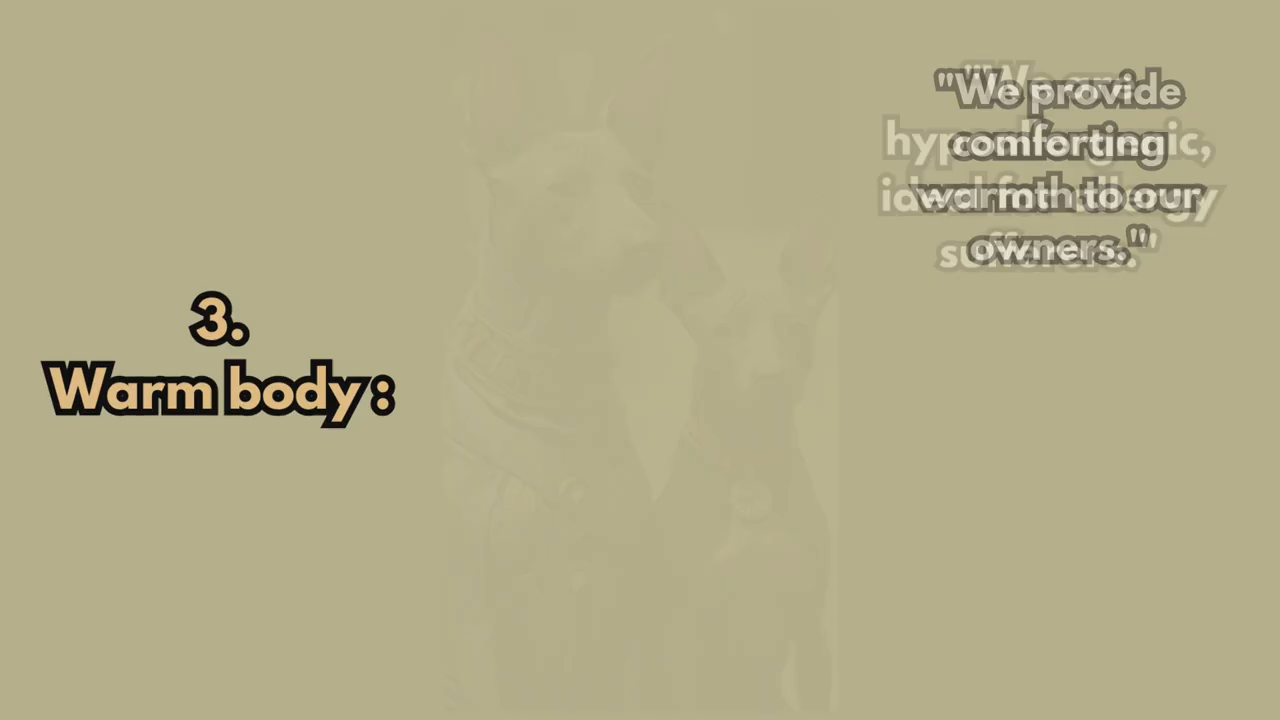 3.
Warm body :
"We provide
comforting
warmth to our
owners."